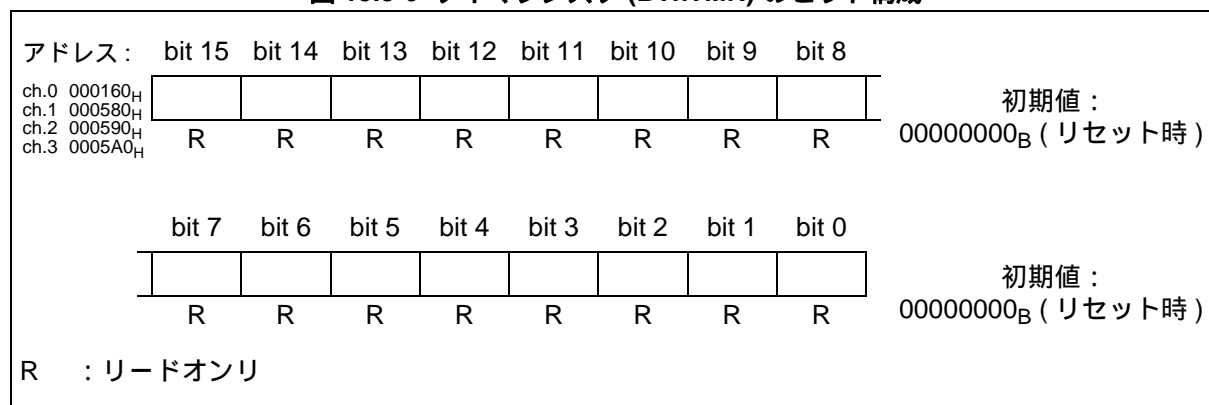 アドレス : bit 15 bit 14 bit 13 bit 12 bit 11 bit 10 bit 9 bit 8
ch.0 000160H
ch.1 000580H
ch.2 000590H
ch.3 0005A0H
R R R R R R R R
初期値 :
00000000B ( リセット時 )
bit 7 bit 6 bit 5 bit 4 bit 3 bit 2 bit 1 bit 0
R R R R R R R R
初期値 :
00000000B ( リセット時 )
R : リードオンリ